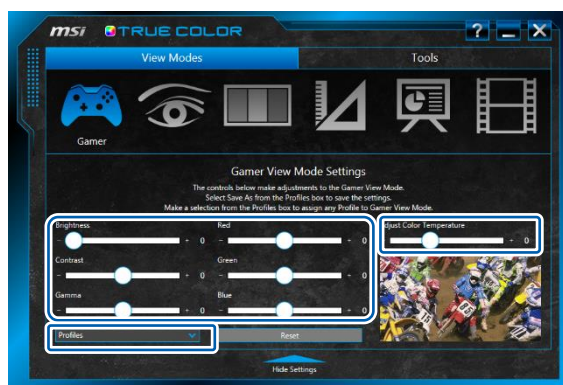 msi TRUE COLOR ? _ X
View Modes Tools
Gamer
Gamer View Mode Settings
The controls below make adjustments to the Gamer View Mode.
Select Save As from the Profiles box to save the settings.
Make a selection from the Profiles box to assign any Profile to Gamer View Mode.
Brightness Red Adjust Color Temperature
- + 0 - + 0 - + 0
Contrast Green
- + 0 - + 0
Gamma Blue
- + 0 - + 0
Profiles Reset
Hide Settings